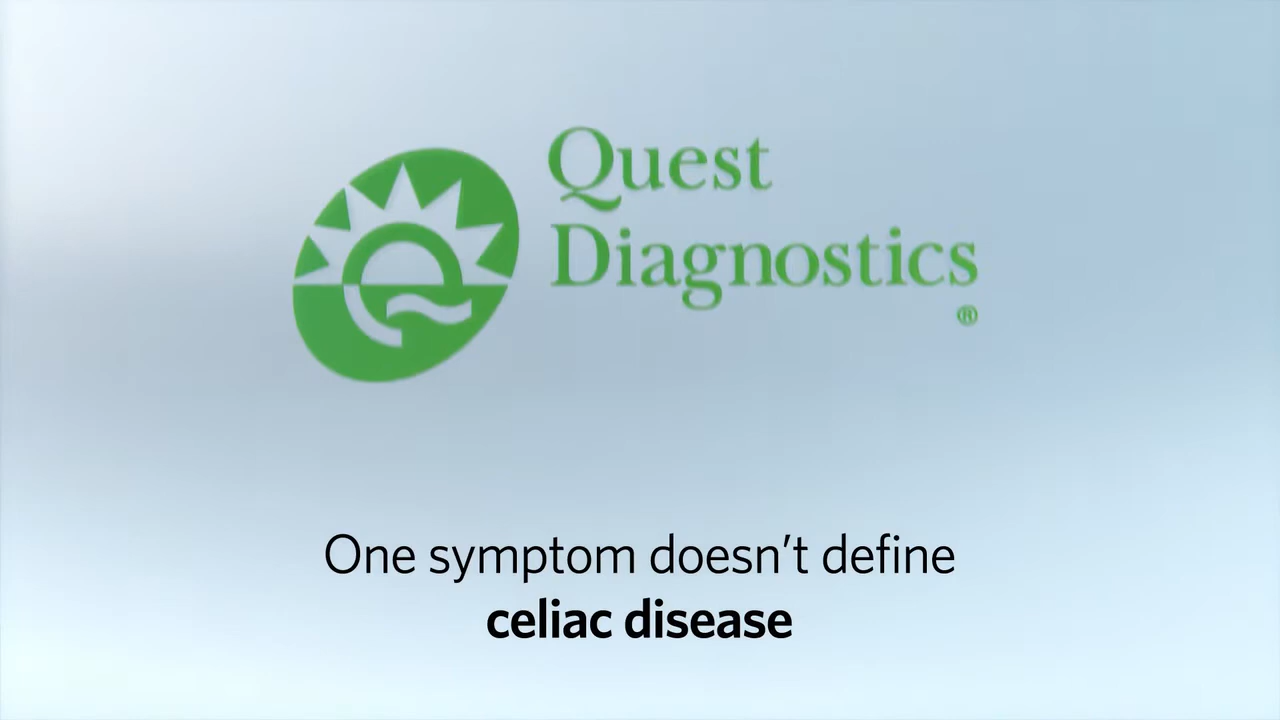 Quest
Diagnostics
®
One symptom doesn't define
celiac disease